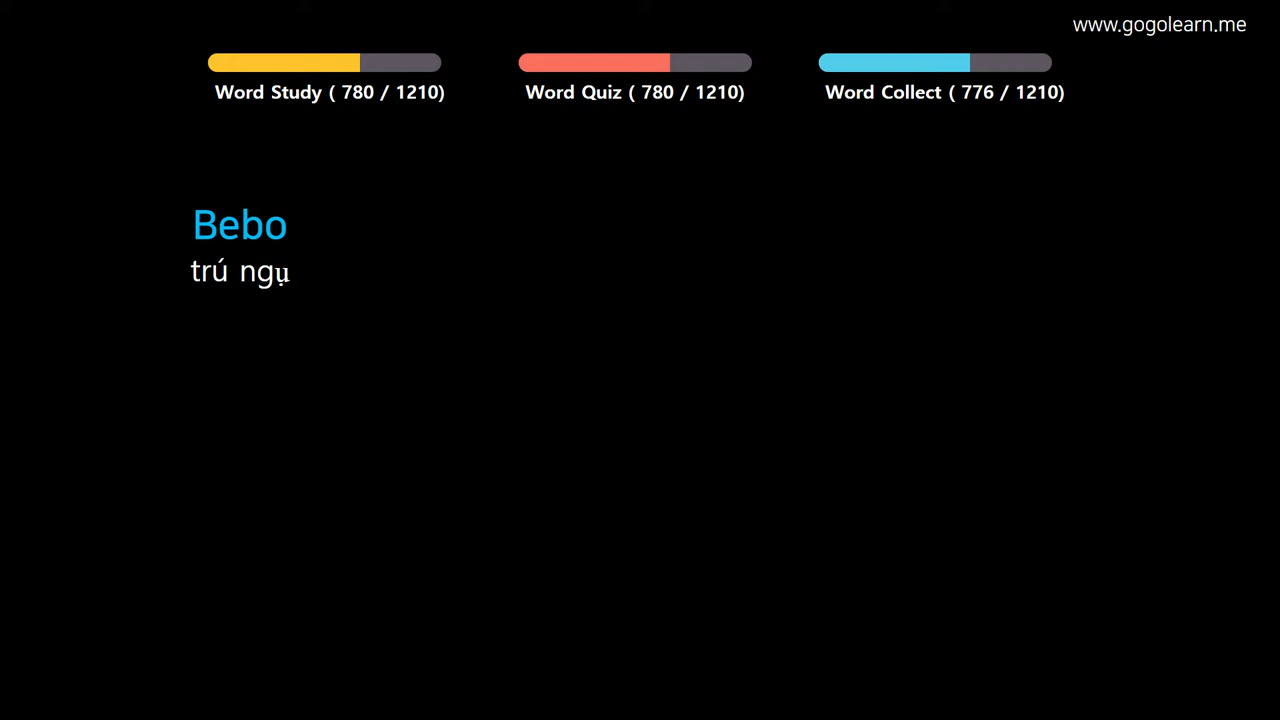 www.gogolearn.me
Word Study ( 780 / 1210)
Word Quiz ( 780 / 1210)
Word Collect ( 776 / 1210)
Bebo
trú ngụ